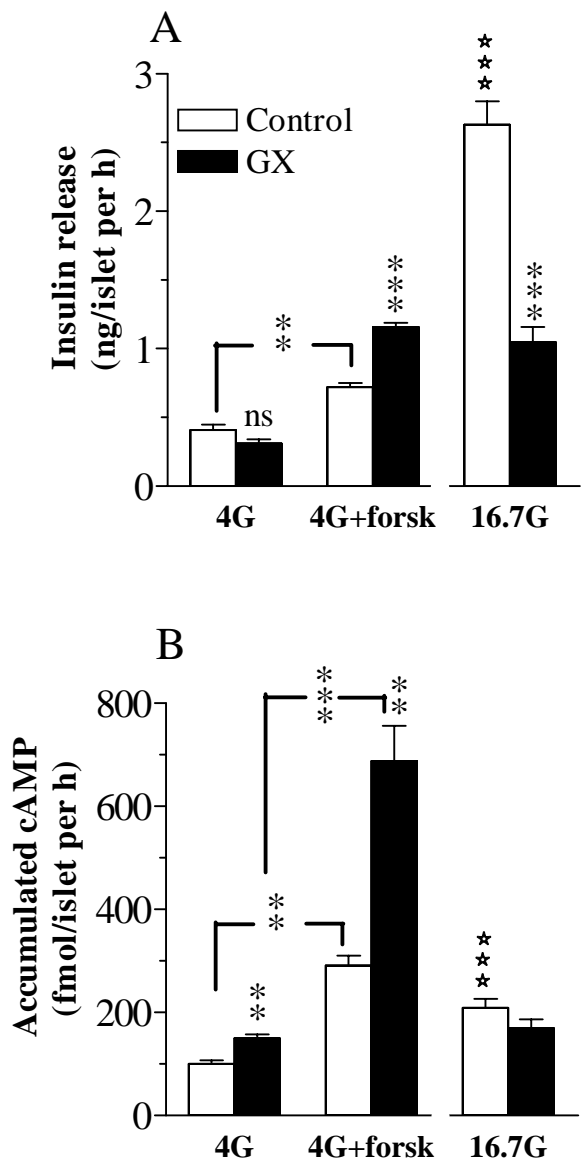 A
Insulin release
(ng/islet per h)
3
2
1
0
Control
GX
☆☆☆
***
***
**
ns
4G
4G+forsk
16.7G
B
Accumulated cAMP
(fmol/islet per h)
800
600
400
200
0
***
**
**
**
☆☆☆
4G
4G+forsk
16.7G